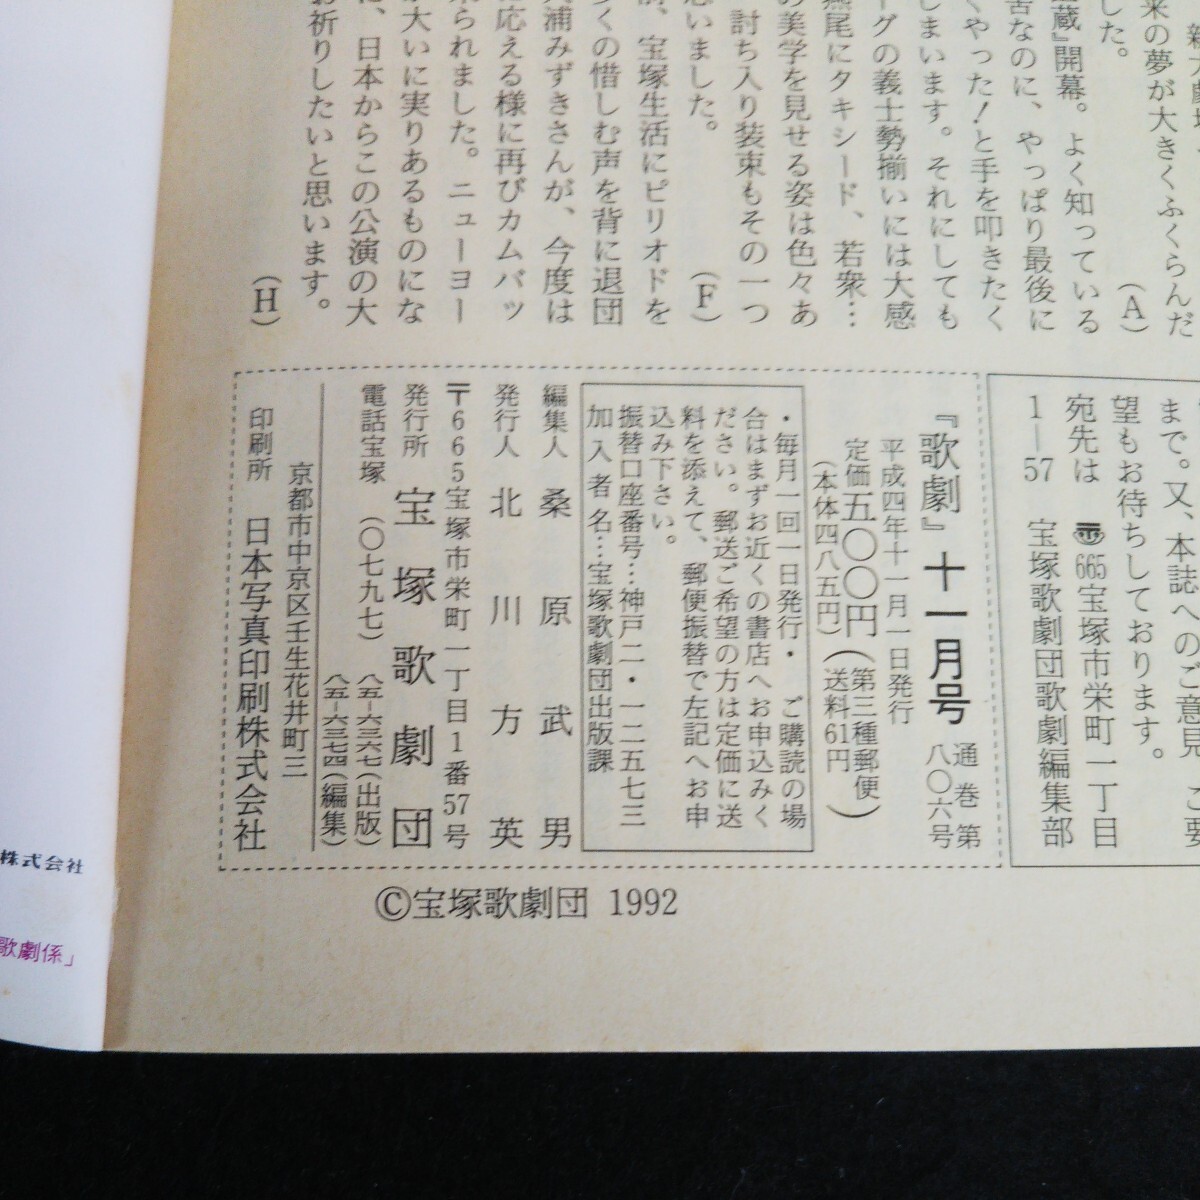 来の夢が大きくふくらんだ
した。
(A)
蔵』開幕。よく知っている
なのに、やっぱり最後に
くやった!と手を叩きたく
しまいます。それにしても
グの義士勢揃いには大感
燕尾にタキシード、若衆…
の美学を見せる姿は色々あ
討ち入り装束もその一つ
思いました。
(F)
宝塚生活にピリオドを
くの惜しむ声を背に退団
浦みずきさんが、今度は
に応える様に再びカムバッ
られました。ニューヨー
が大いに実りあるものにな
に、日本からこの公演の大
お祈りしたいと思います。
(H)
まで。又、本誌へのご意見、ご要
望もお待ちしております。
宛先は 〠665宝塚市栄町一丁目
1―57 宝塚歌劇団歌劇編集部
『歌劇』十一月号 通巻第八〇六号
平成四年十一月一日発行
定価五〇〇円(第三種郵便)
(本体四八五円)(送料61円)
・毎月一回一日発行・ ご購読の場
合はまずお近くの書店へお申込みく
ださい。郵送ご希望の方は定価に送
料を添えて、郵便振替で左記へお申
込み下さい。
振替口座番号…神戸二・一二五七三
加入者名…宝塚歌劇団出版課
編集人 桑原武男
発行人 北川方英
〒665宝塚市栄町一丁目1番57号
発行所 宝塚歌劇団
電話宝塚(〇七九七)八五―六三六七(出版)
八五―六三七四(編集)
京都市中京区壬生花井町三
印刷所 日本写真印刷株式会社
©宝塚歌劇団 1992
株式会社
歌劇係」